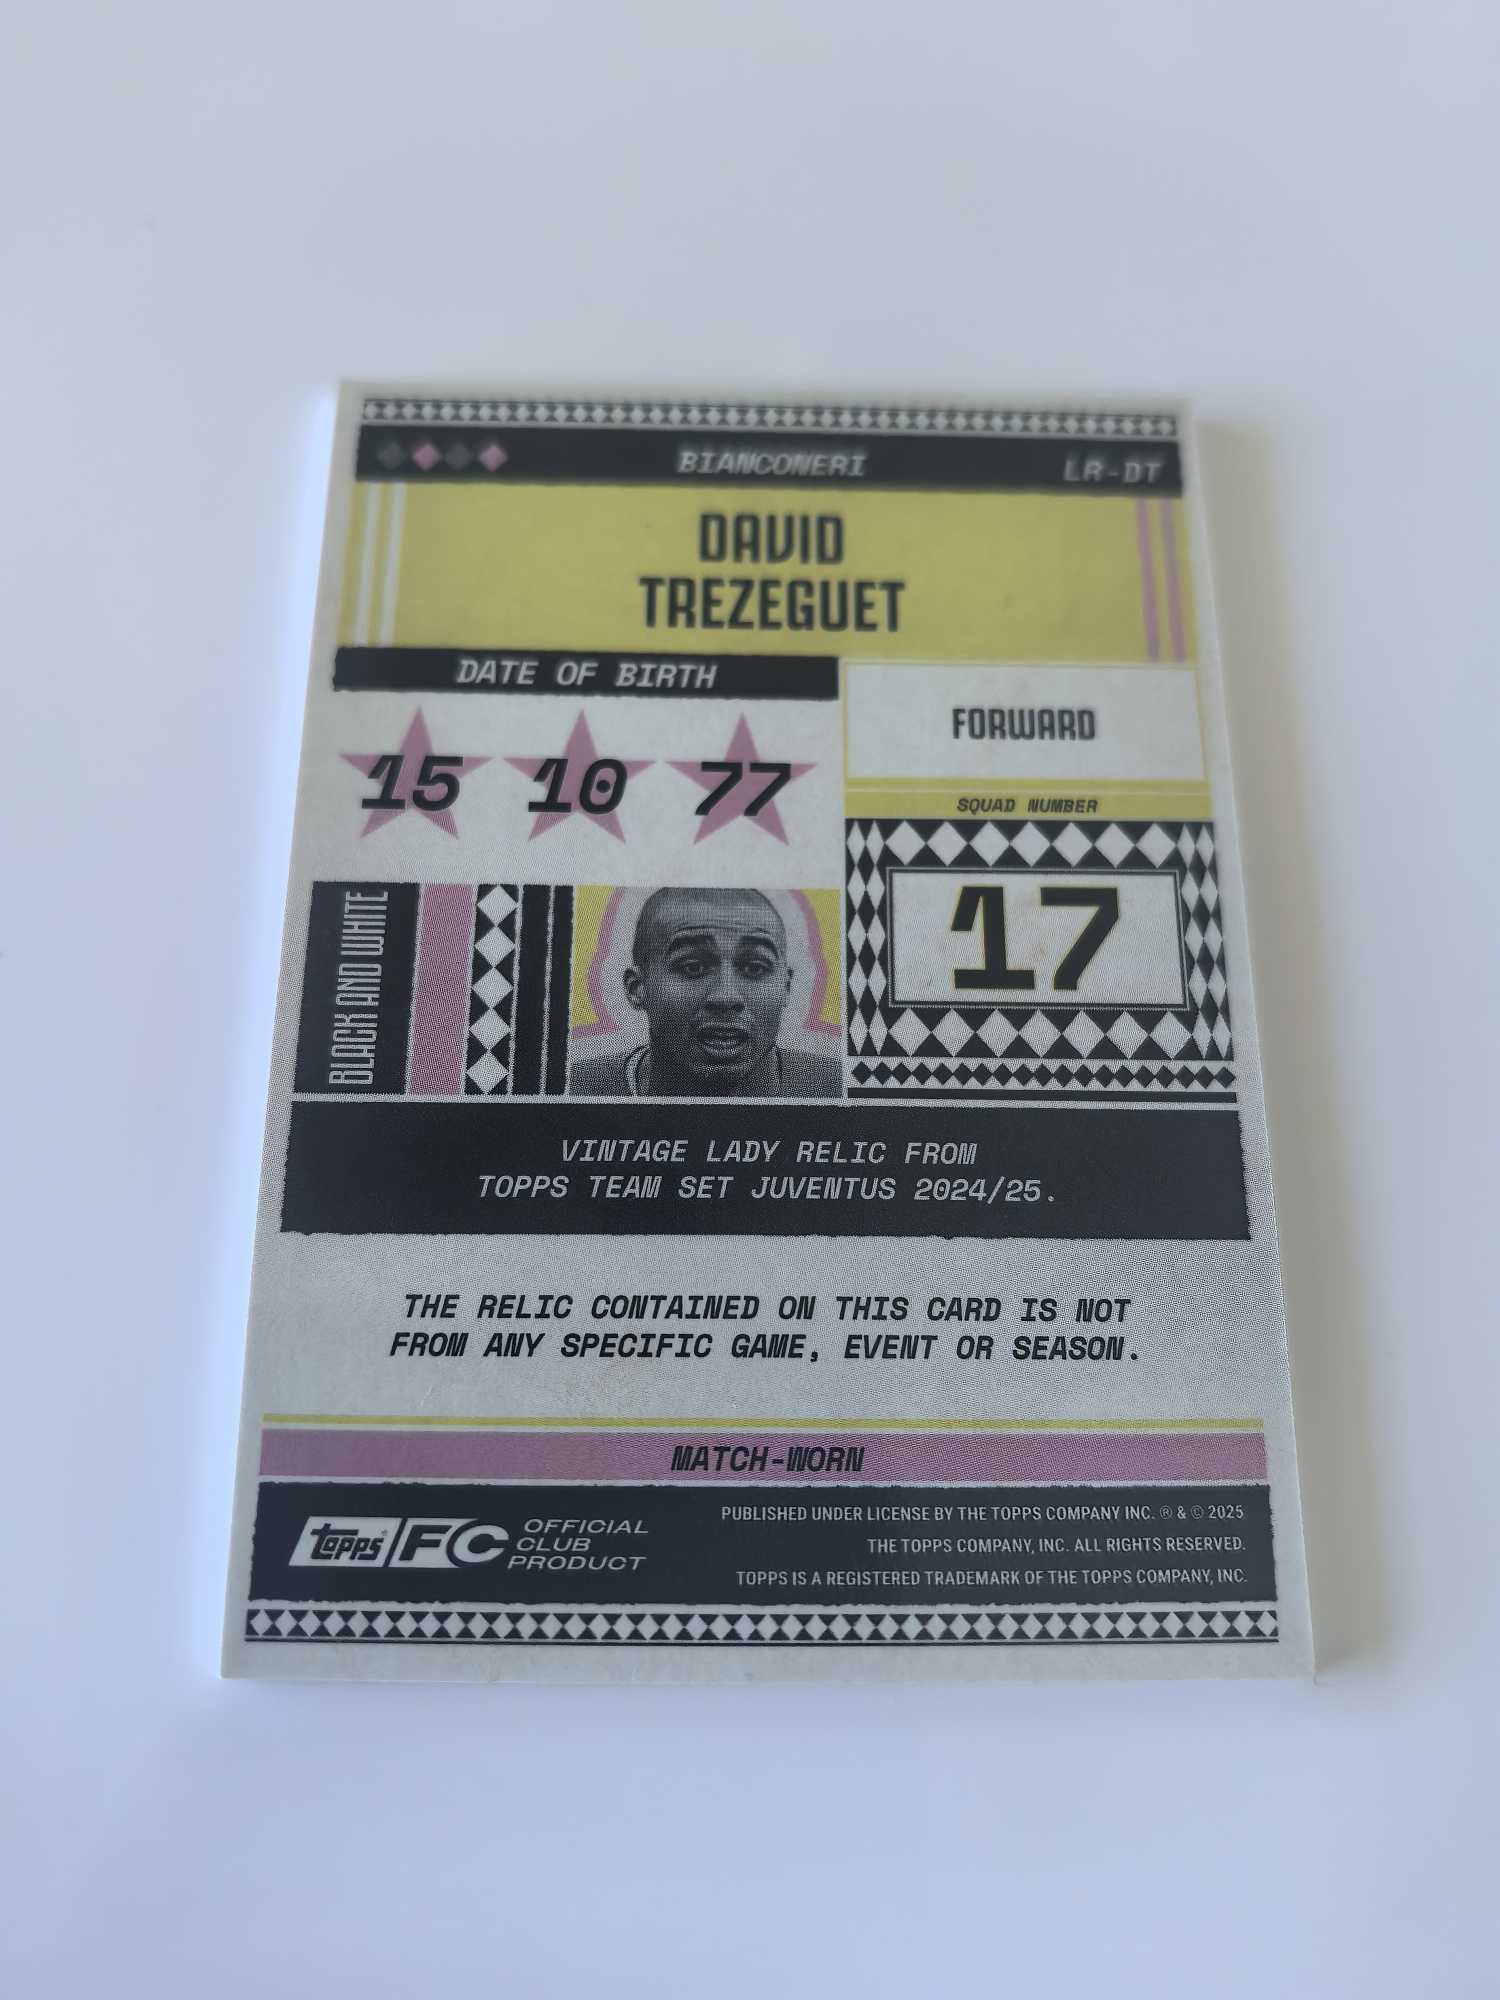 BIANCONERI
LR-DT
DAVID
TREZEGUET
DATE OF BIRTH
15 10 77
FORWARD
SQUAD NUMBER
17
BLACK AND WHITE
VINTAGE LADY RELIC FROM
TOPPS TEAM SET JUVENTUS 2024/25.
THE RELIC CONTAINED ON THIS CARD IS NOT
FROM ANY SPECIFIC GAME, EVENT OR SEASON.
MATCH-WORN
topps FC
OFFICIAL
CLUB
PRODUCT
PUBLISHED UNDER LICENSE BY THE TOPPS COMPANY INC. ® & © 2025
THE TOPPS COMPANY, INC. ALL RIGHTS RESERVED.
TOPPS IS A REGISTERED TRADEMARK OF THE TOPPS COMPANY, INC.